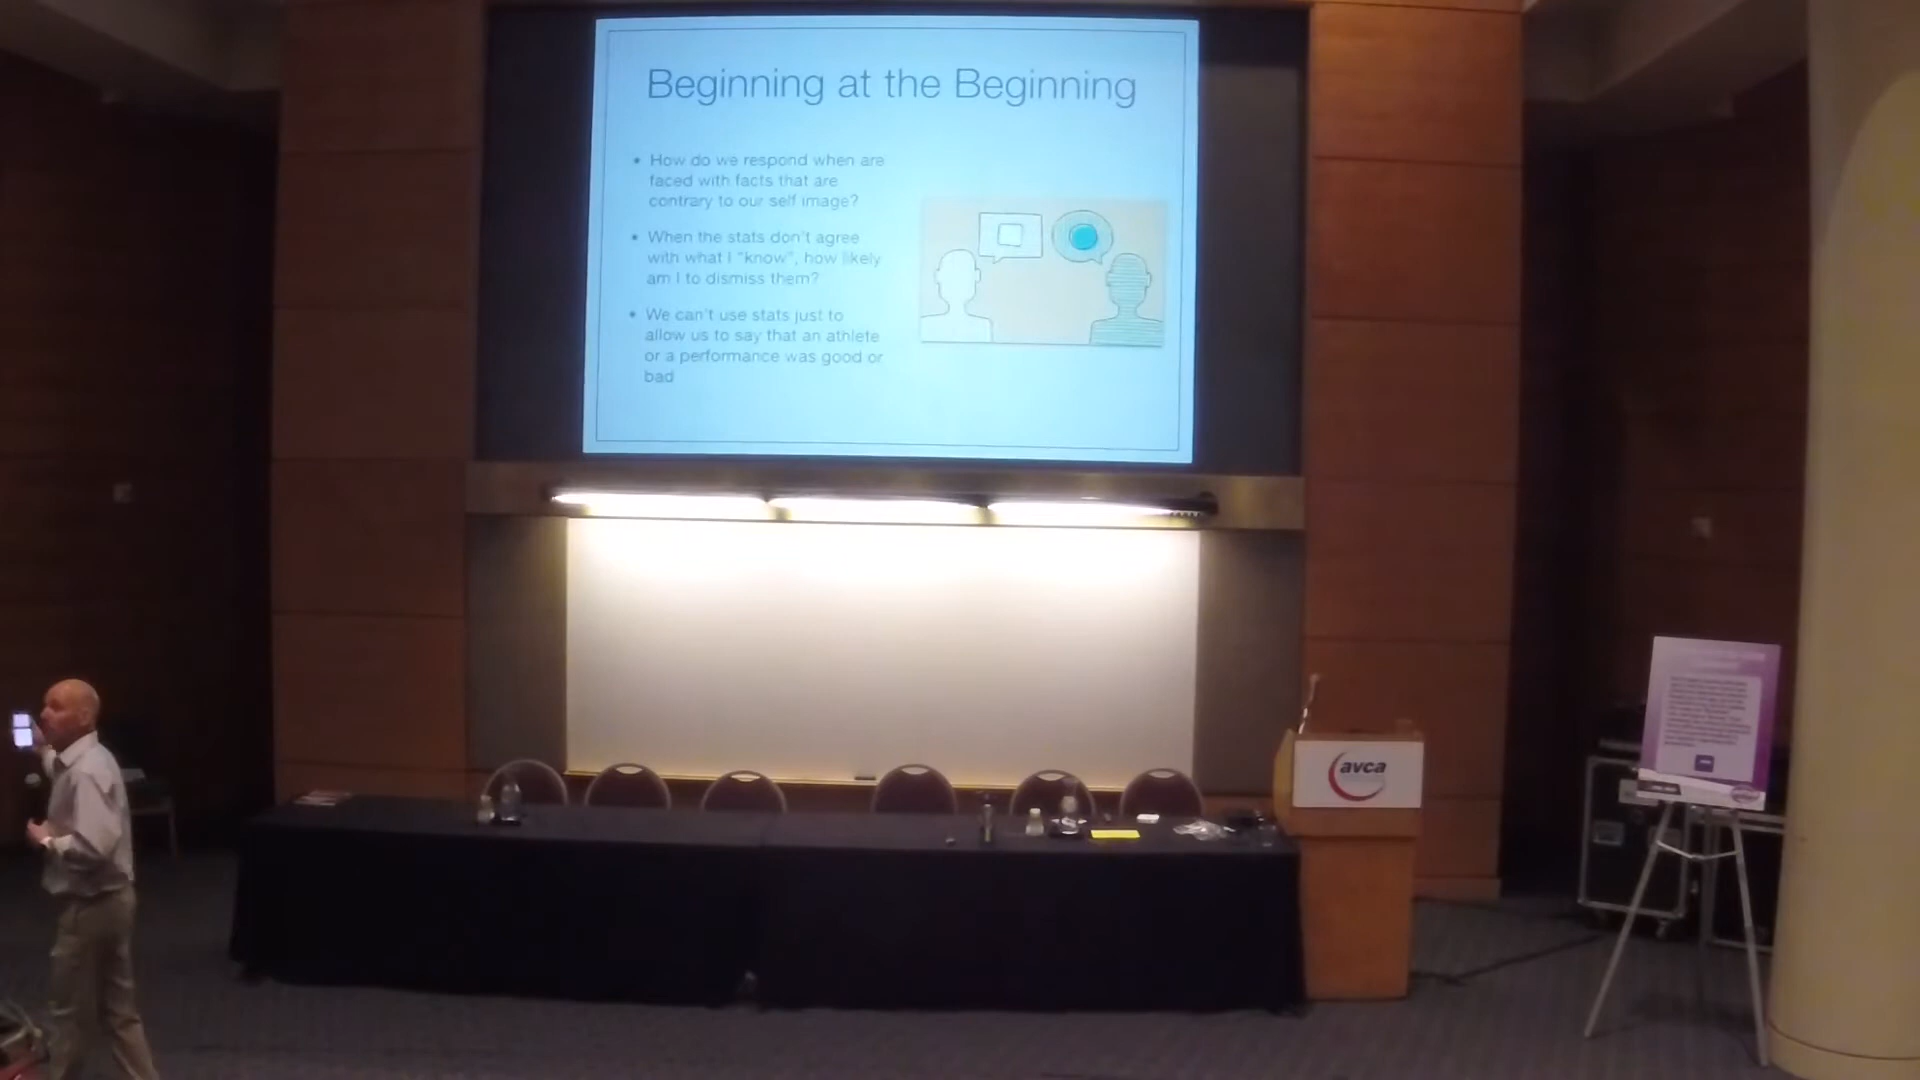 Beginning at the Beginning
• How do we respond when are
faced with facts that are
contrary to our self image?
• When the stats don't agree
with what I "know", how likely
am I to dismiss them?
• We can't use stats just to
allow us to say that an athlete
or a performance was good or
bad
avca